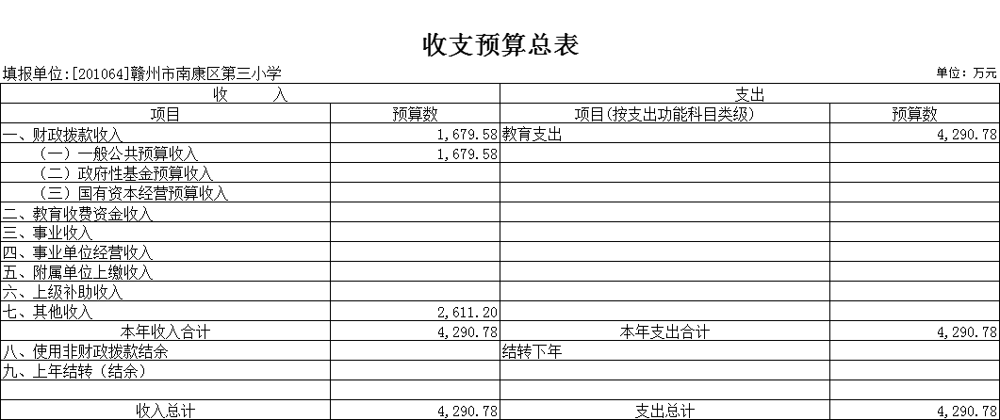 收支预算总表
填报单位:[201064]赣州市南康区第三小学 单位：万元
收 入 支出
项目 预算数 项目(按支出功能科目类级) 预算数
一、财政拨款收入 1,679.58 教育支出 4,290.78
（一）一般公共预算收入 1,679.58
（二）政府性基金预算收入
（三）国有资本经营预算收入
二、教育收费资金收入
三、事业收入
四、事业单位经营收入
五、附属单位上缴收入
六、上级补助收入
七、其他收入 2,611.20
本年收入合计 4,290.78 本年支出合计 4,290.78
八、使用非财政拨款结余 结转下年
九、上年结转（结余）
收入总计 4,290.78 支出总计 4,290.78